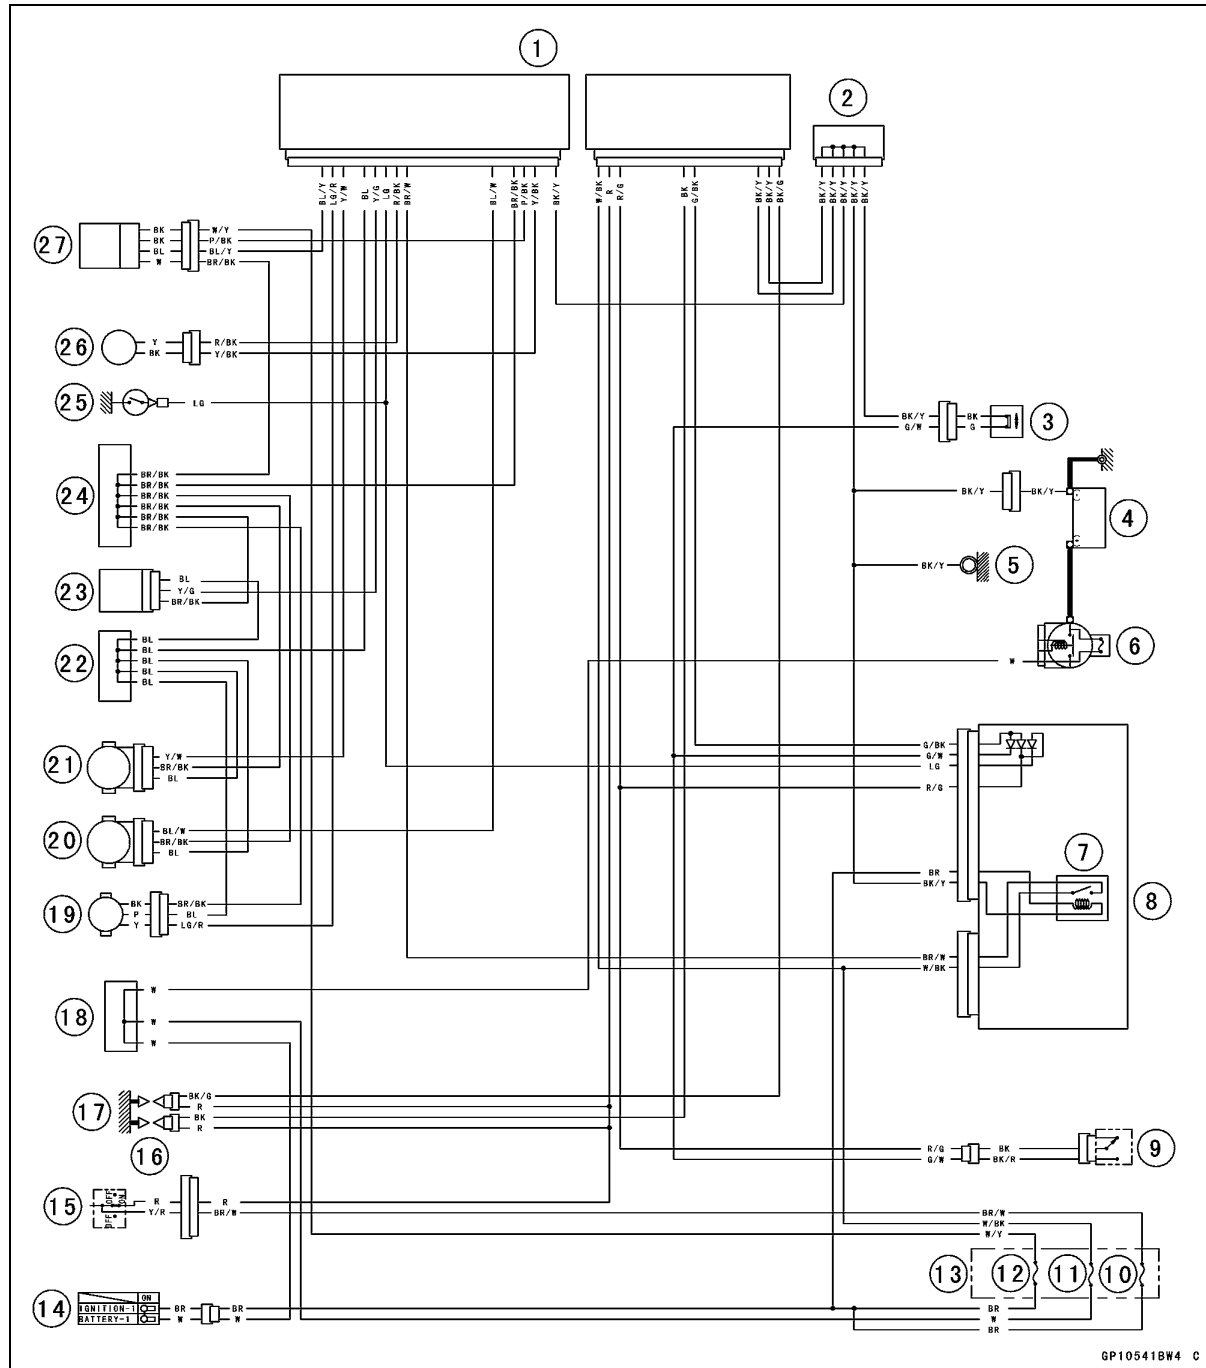 1
2
BL/Y
LG/R
Y/W
BL
Y/G
LG
R/BK
BR/W
BL/W
BR/BK
P/BK
Y/BK
BK/Y
W/BK
R
R/G
BK
G/BK
BK/Y
BK/Y
BK/G
BK/Y
BK/Y
BK/Y
BK/Y
BK/Y
27
BK W/Y
BK P/BK
BL BL/Y
W BR/BK
26
Y R/BK
BK Y/BK
25
LG
BK/Y BK
G/W G
3
24
BR/BK
BR/BK
BR/BK
BR/BK
BR/BK
BR/BK
BK/Y BK/Y
4
BK/Y
5
23
BL
Y/G
BR/BK
22
BL
BL
BL
BL
BL
W
6
21
Y/W
BR/BK
BL
G/BK
G/W
LG
R/G
20
BL/W
BR/BK
BL
7
BR
BK/Y
8
19
BK BR/BK
P BL
Y LG/R
BR/W
W/BK
18
W
W
W
17
BK/G
R
BK
R
16
R/G BK
G/W BK/R
9
15
OFF
OFF
ON
R R
Y/R BR/W
BR/W
W/BK
W/Y
13
12
11
10
14
ON
IGNITION-1
BATTERY-1
BR BR
W W
BR
W
BR
GP10541BW4 C